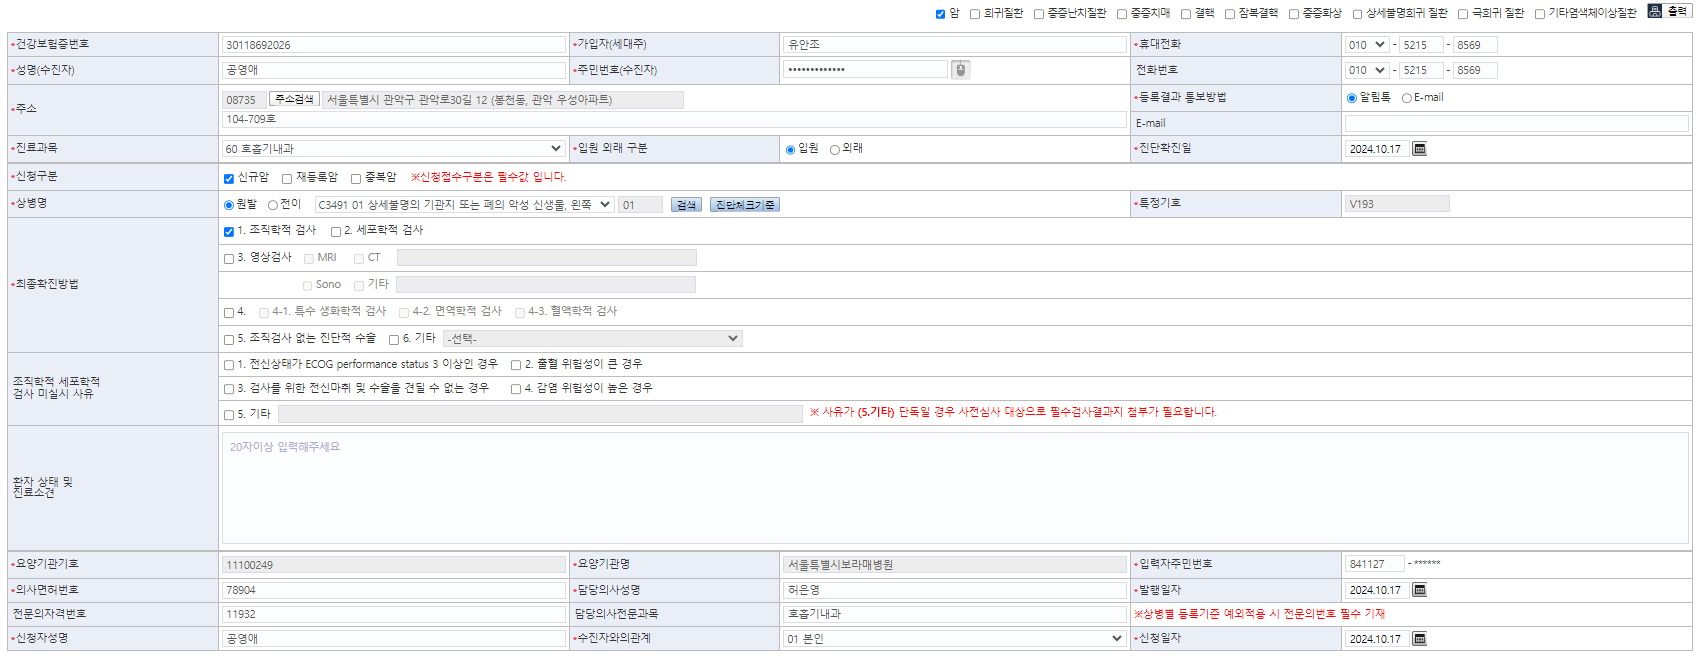 암 희귀질환 중증난치질환 중증치매 결핵 잠복결핵 중증화상 상세불명희귀 질환 극희귀 질환 기타염색체이상질환 출력
*건강보험증번호 30118692026 *가입자(세대주) 유안조 *휴대전화 010 - 5215 - 8569
*성명(수진자) 공영애 *주민번호(수진자) ••••••••••••• 전화번호 010 - 5215 - 8569
*주소 08735 주소검색 서울특별시 관악구 관악로30길 12 (봉천동, 관악 우성아파트) *등록결과 통보방법 알림톡 E-mail
104-709호 E-mail
*진료과목 60 호흡기내과 *입원 외래 구분 입원 외래 *진단확진일 2024.10.17
*신청구분 신규암 재등록암 중복암 ※신청접수구분은 필수값 입니다.
*상병명 원발 전이 C3491 01 상세불명의 기관지 또는 폐의 악성 신생물, 왼쪽 01 검색 진단체크기준 *특정기호 V193
*최종확진방법 1. 조직학적 검사 2. 세포학적 검사
3. 영상검사 MRI CT
Sono 기타
4. 4-1. 특수 생화학적 검사 4-2. 면역학적 검사 4-3. 혈액학적 검사
5. 조직검사 없는 진단적 수술 6. 기타 -선택-
조직학적 세포학적
검사 미실시 사유
1. 전신상태가 ECOG performance status 3 이상인 경우 2. 출혈 위험성이 큰 경우
3. 검사를 위한 전신마취 및 수술을 견딜 수 없는 경우 4. 감염 위험성이 높은 경우
5. 기타 ※ 사유가 (5.기타) 단독일 경우 사전심사 대상으로 필수검사결과지 첨부가 필요합니다.
환자 상태 및
진료소견
20자이상 입력해주세요
*요양기관기호 11100249 *요양기관명 서울특별시보라매병원 *입력자주민번호 841127 - ******
*의사면허번호 78904 *담당의사성명 허은영 *발행일자 2024.10.17
전문의자격번호 11932 담당의사전문과목 호흡기내과 ※상병별 등록기준 예외적용 시 전문의번호 필수 기재
*신청자성명 공영애 *수진자와의관계 01 본인 *신청일자 2024.10.17